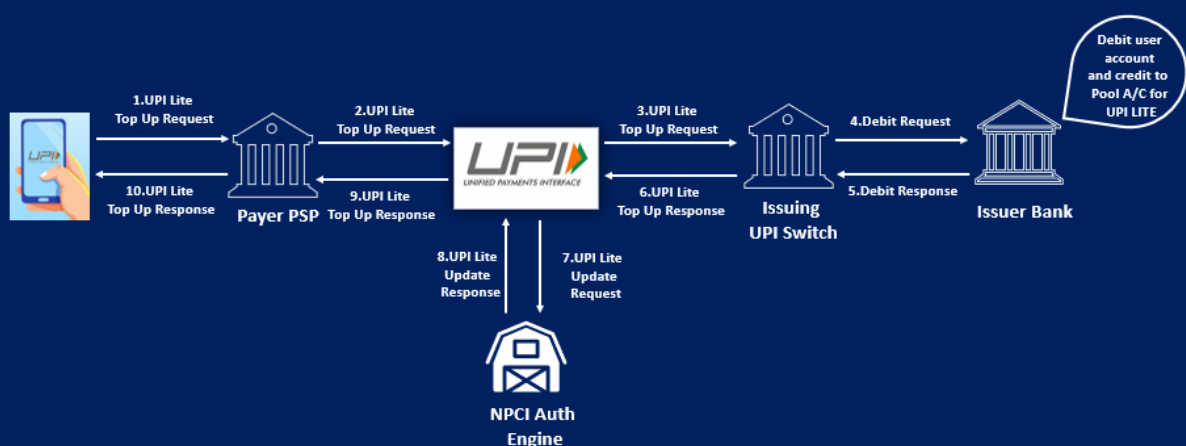 Debit user
account
and credit to
Pool A/C for
UPI LITE
1.UPI Lite
Top Up Request
2.UPI Lite
Top Up Request
3.UPI Lite
Top Up Request
4.Debit Request
UPI
UPI
UNIFIED PAYMENTS INTERFACE
10.UPI Lite
Top Up Response
9.UPI Lite
Top Up Response
6.UPI Lite
Top Up Response
5.Debit Response
Payer PSP
Issuing
UPI Switch
Issuer Bank
8.UPI Lite
Update
Response
7.UPI Lite
Update
Request
NPCI Auth
Engine